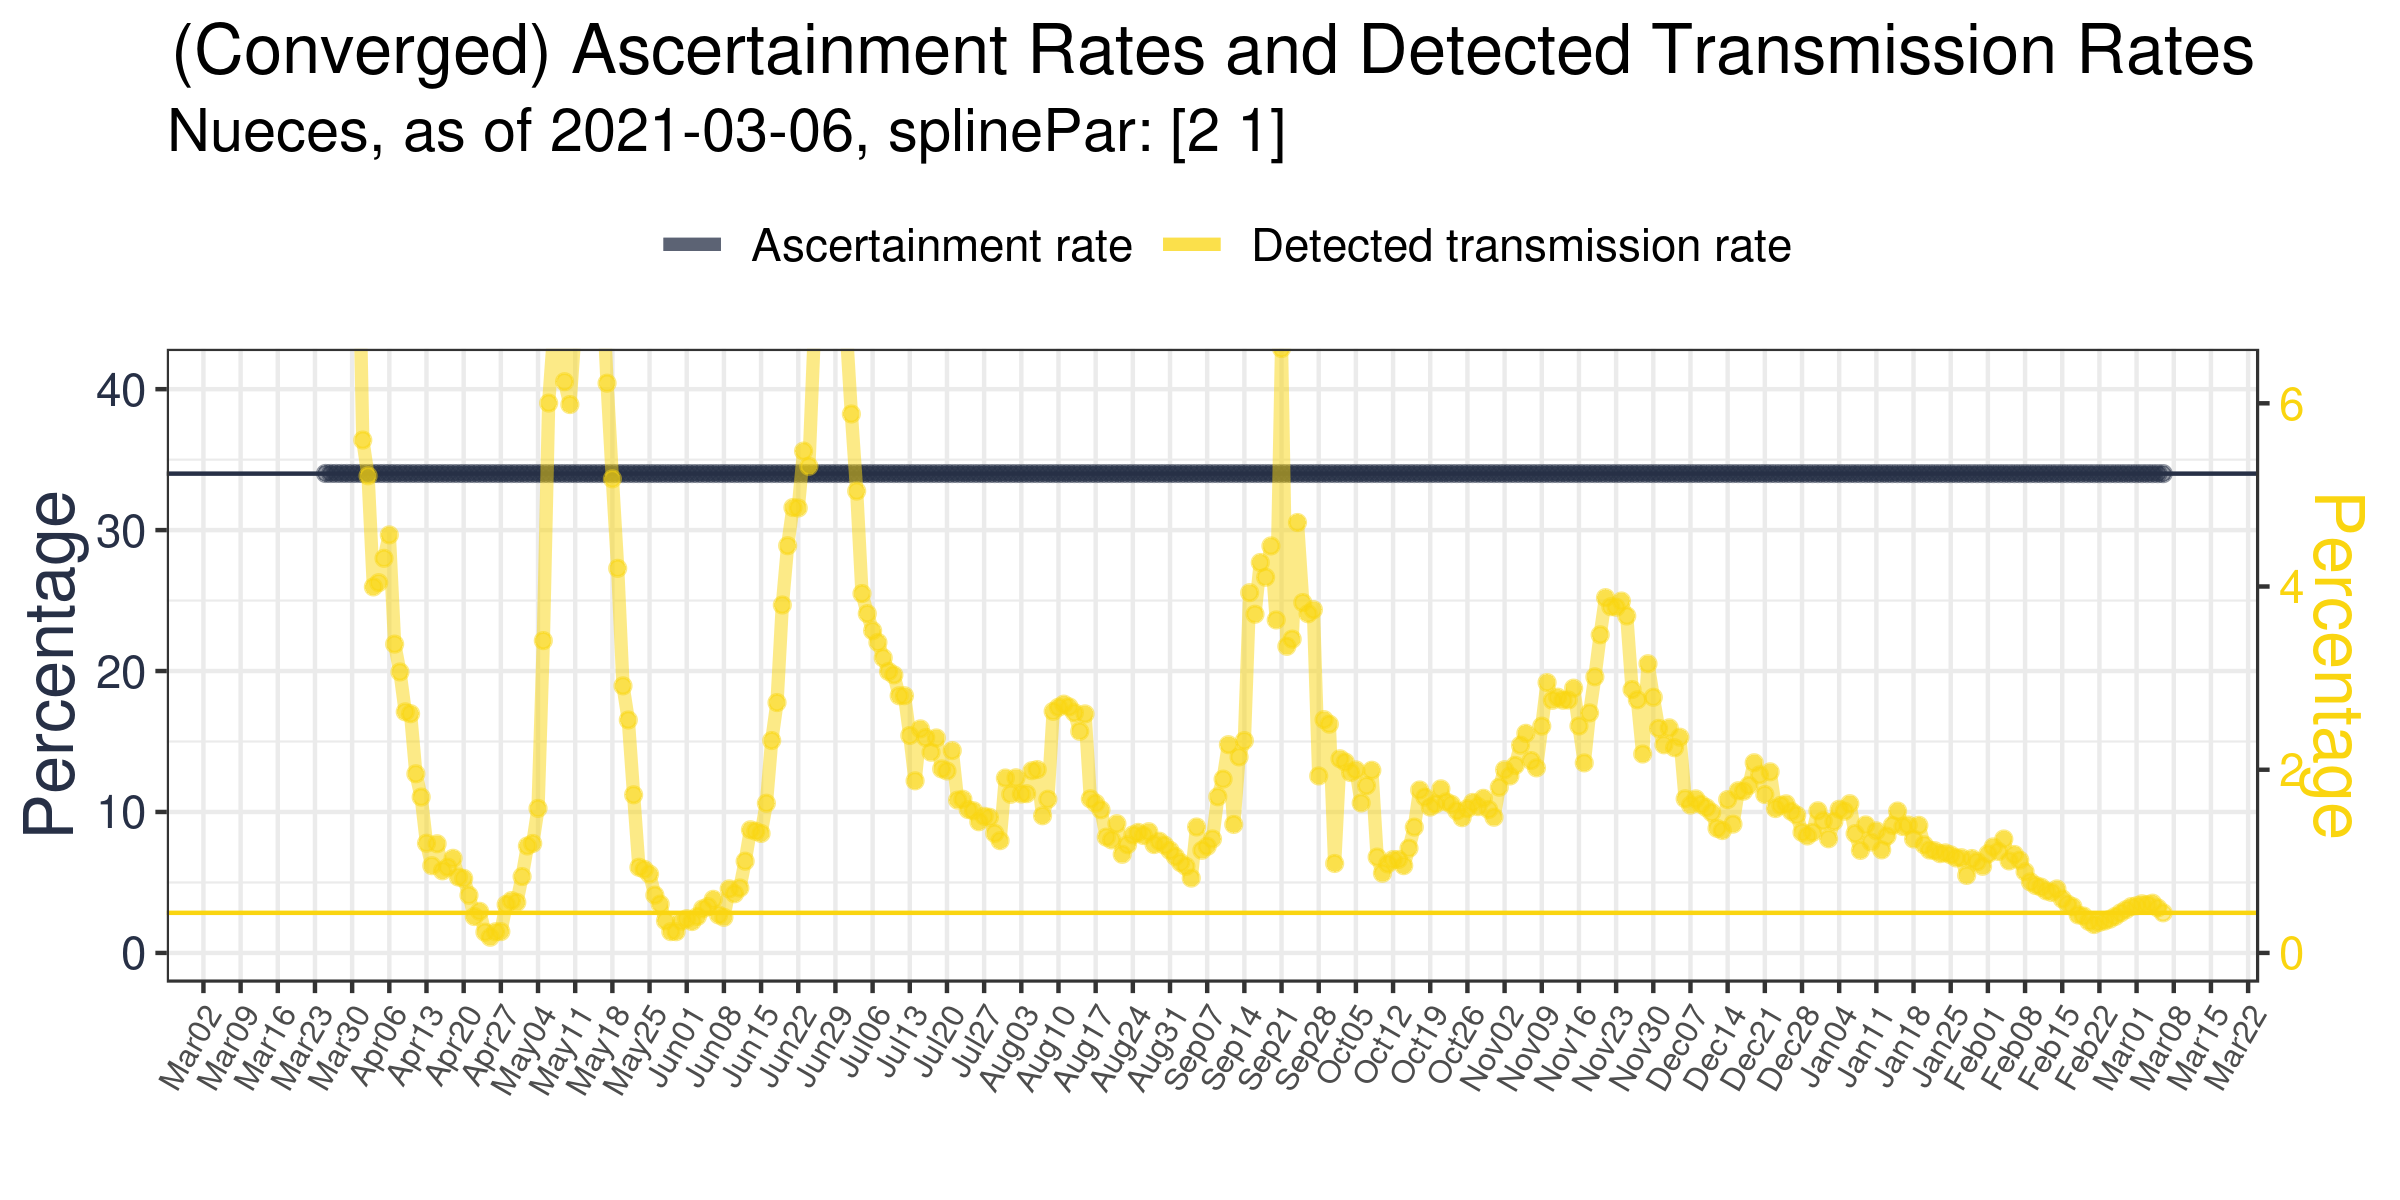 (Converged) Ascertainment Rates and Detected Transmission Rates
Nueces, as of 2021-03-06, splinePar: [2 1]
Ascertainment rate Detected transmission rate
Percentage
40
30
20
10
0
6
4
2
0
Percentage
Mar02 Mar09 Mar16 Mar23 Mar30 Apr06 Apr13 Apr20 Apr27 May04 May11 May18 May25 Jun01 Jun08 Jun15 Jun22 Jun29 Jul06 Jul13 Jul20 Jul27 Aug03 Aug10 Aug17 Aug24 Aug31 Sep07 Sep14 Sep21 Sep28 Oct05 Oct12 Oct19 Oct26 Nov02 Nov09 Nov16 Nov23 Nov30 Dec07 Dec14 Dec21 Dec28 Jan04 Jan11 Jan18 Jan25 Feb01 Feb08 Feb15 Feb22 Mar01 Mar08 Mar15 Mar22